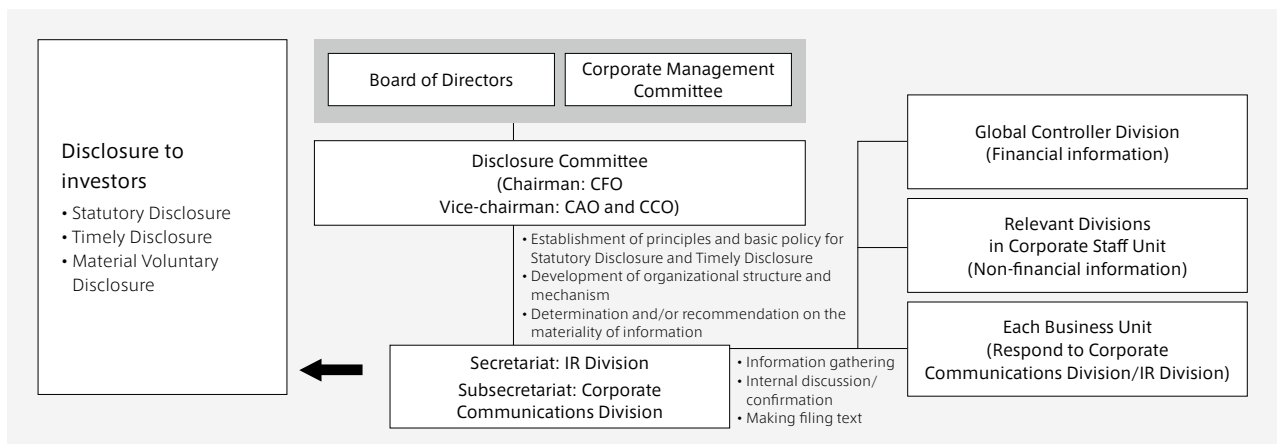 Disclosure to
investors
• Statutory Disclosure
• Timely Disclosure
• Material Voluntary
Disclosure
Board of Directors
Corporate Management
Committee
Disclosure Committee
(Chairman: CFO
Vice-chairman: CAO and CCO)
• Establishment of principles and basic policy for
Statutory Disclosure and Timely Disclosure
• Development of organizational structure and
mechanism
• Determination and/or recommendation on the
materiality of information
Secretariat: IR Division
Subsecretariat: Corporate
Communications Division
• Information gathering
• Internal discussion/
confirmation
• Making filing text
Global Controller Division
(Financial information)
Relevant Divisions
in Corporate Staff Unit
(Non-financial information)
Each Business Unit
(Respond to Corporate
Communications Division/IR Division)